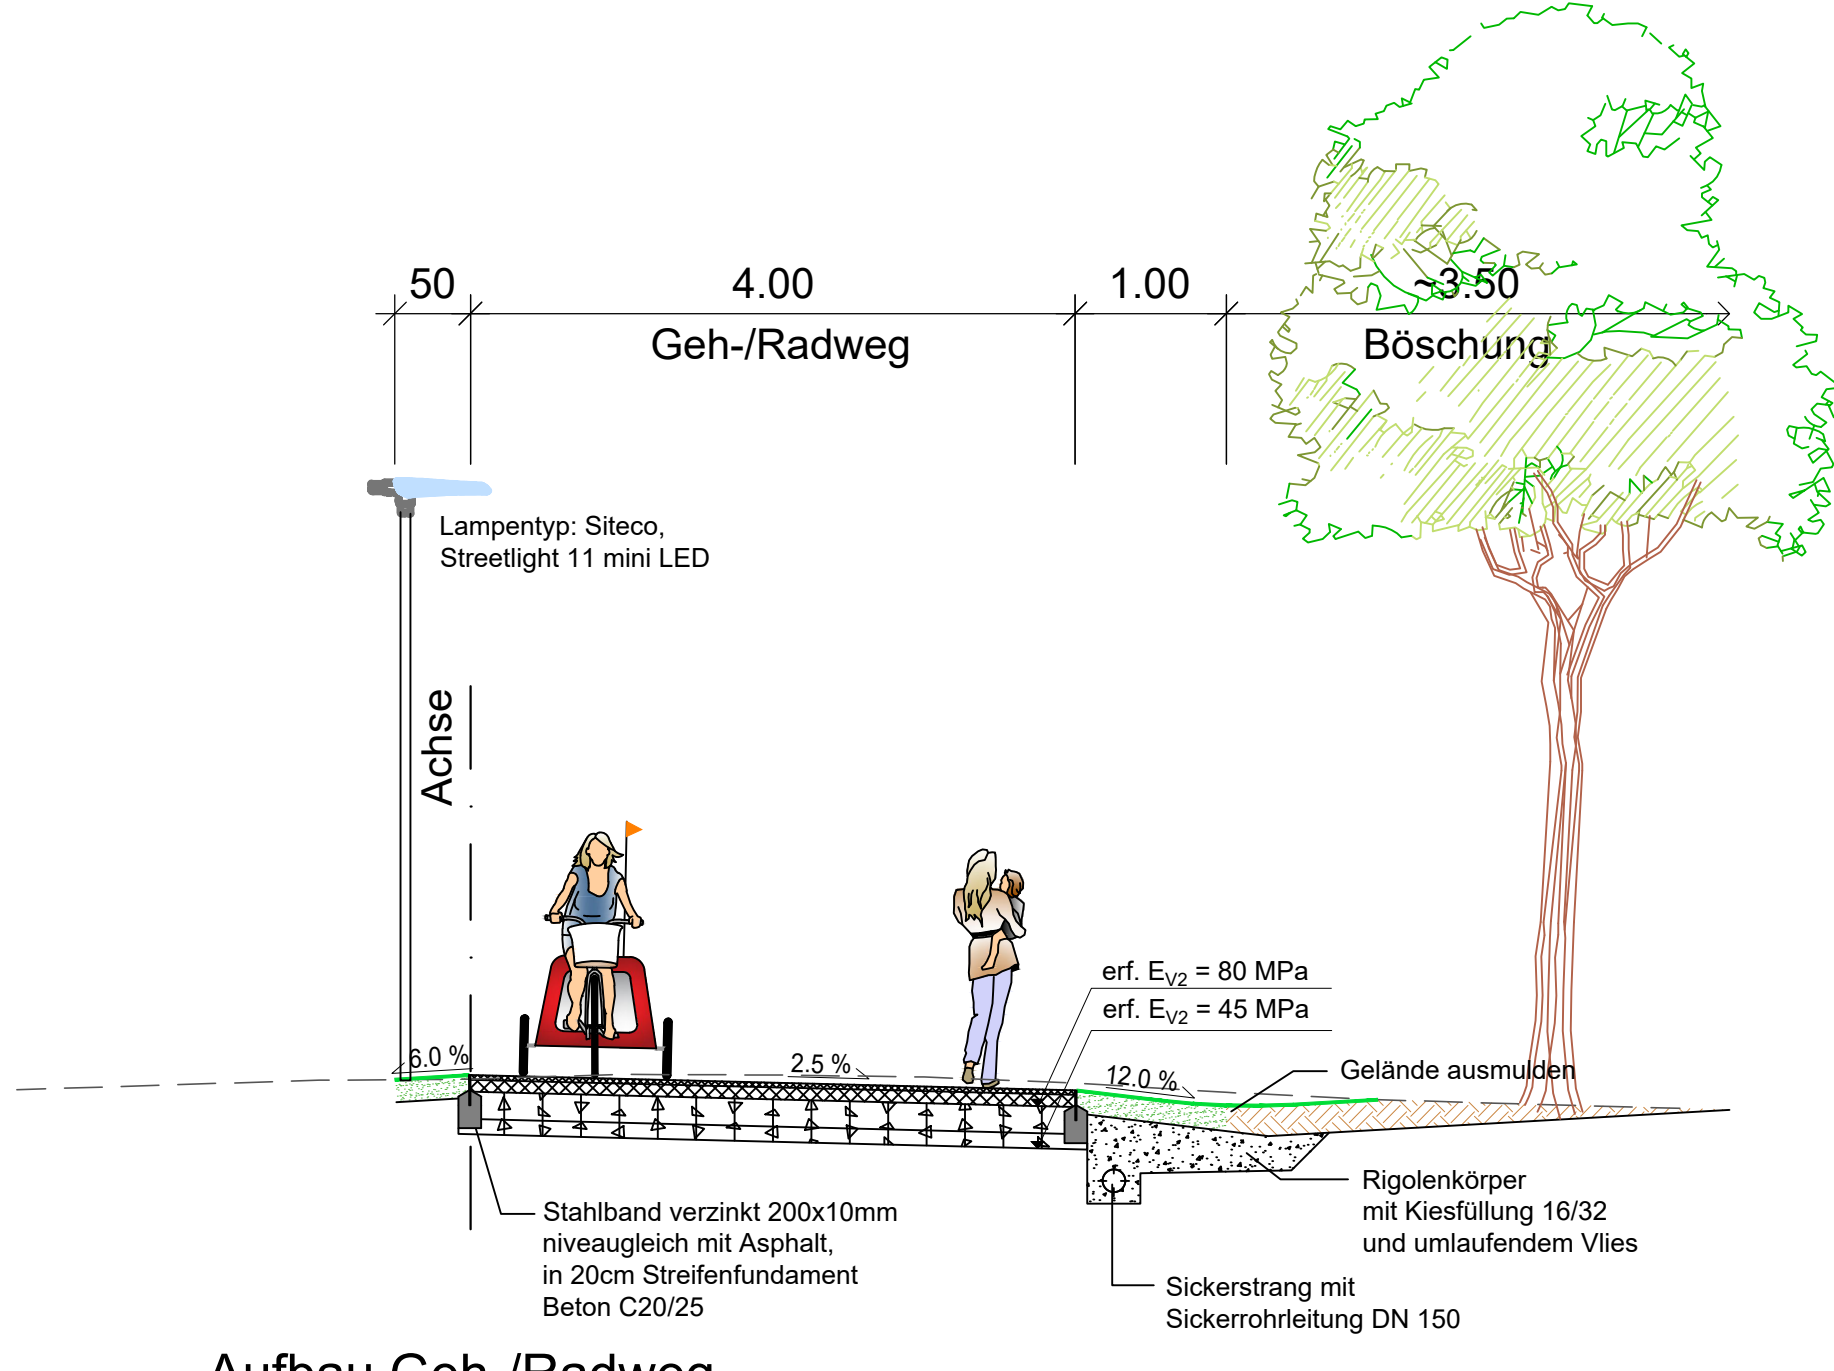 50 4.00 1.00 ~3.50
Geh-/Radweg Böschung
Lampentyp: Siteco,
Streetlight 11 mini LED
Achse
erf. EV2 = 80 MPa
erf. EV2 = 45 MPa
6.0 % 2.5 % 12.0 %
Gelände ausmulden
Rigolenkörper
mit Kiesfüllung 16/32
und umlaufendem Vlies
Stahlband verzinkt 200x10mm
niveaugleich mit Asphalt,
in 20cm Streifenfundament
Beton C20/25
Sickerstrang mit
Sickerrohrleitung DN 150
Aufbau Geh-/Radweg